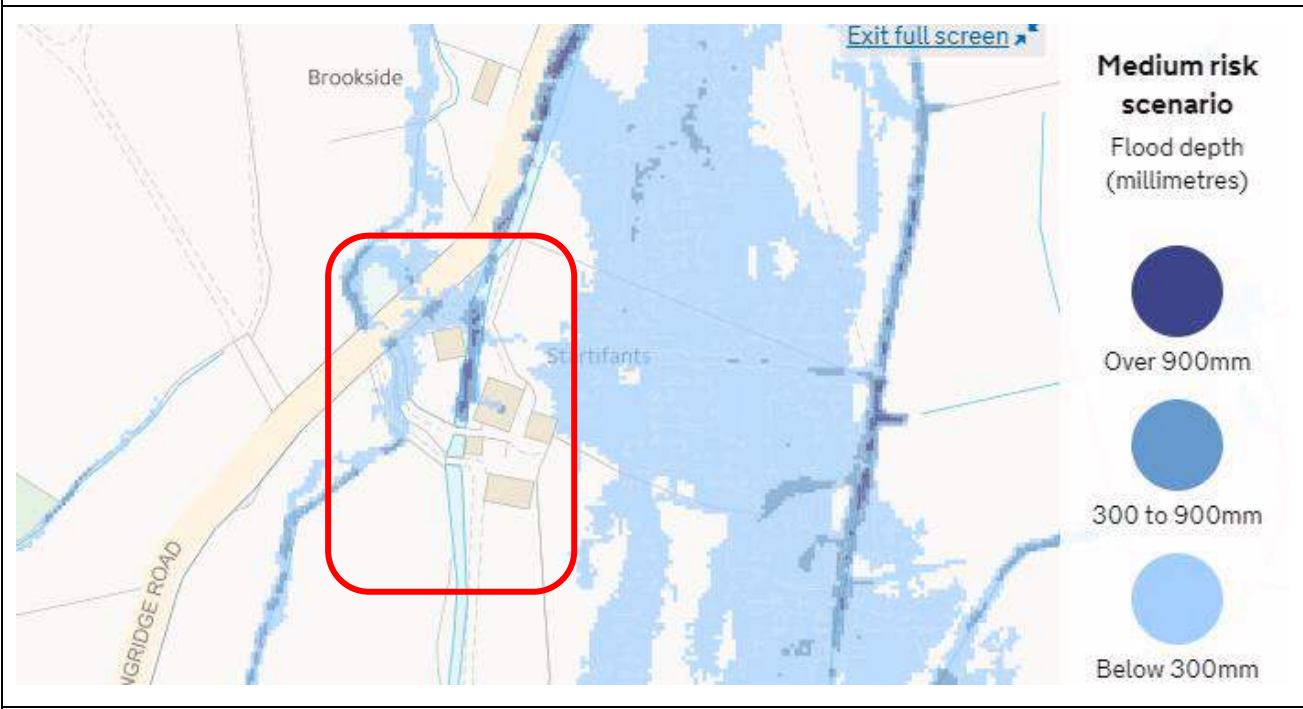 Exit full screen
Brookside
Startifants
NGRIDGE ROAD
Medium risk
scenario
Flood depth
(millimetres)
Over 900mm
300 to 900mm
Below 300mm